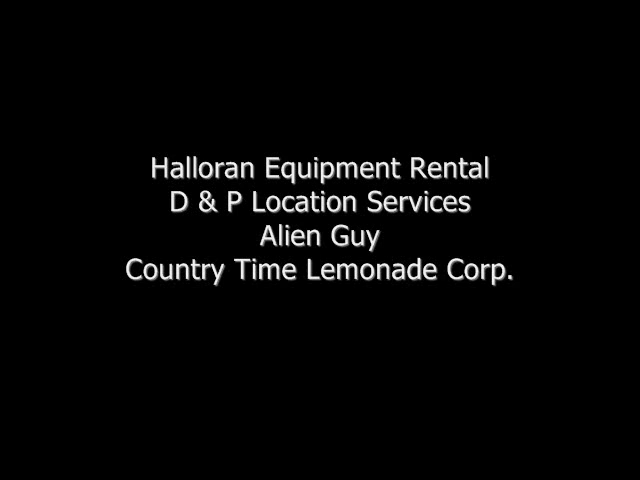 Halloran Equipment Rental
D & P Location Services
Alien Guy
Country Time Lemonade Corp.